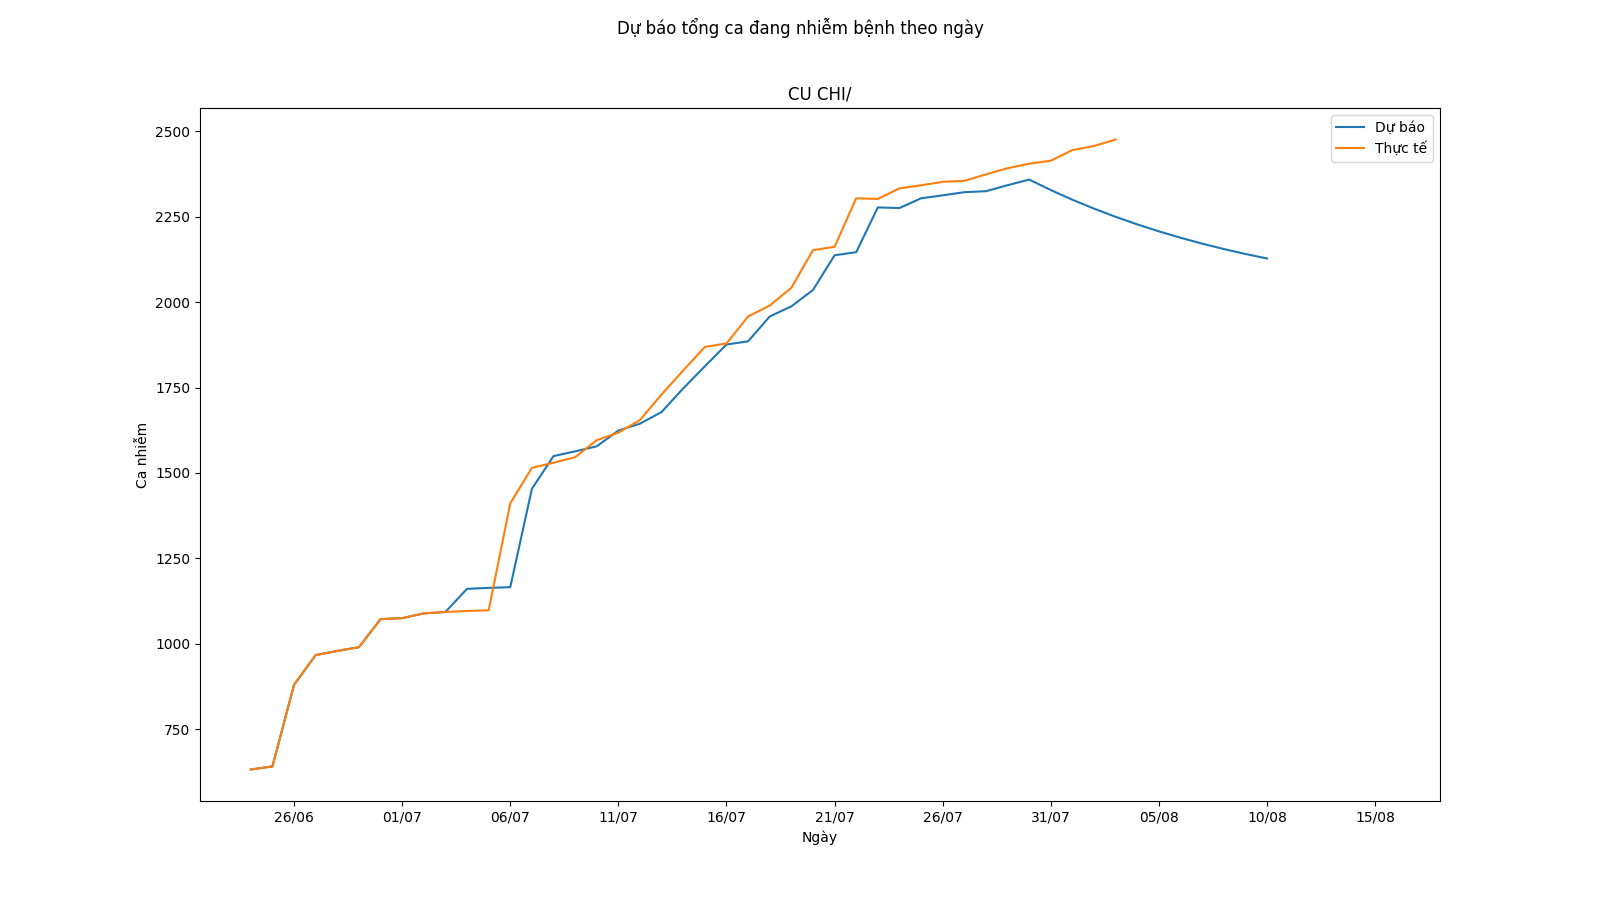 Dự báo tổng ca đang nhiễm bệnh theo ngày
CU CHI/
Dự báo
Thực tế
2500
2250
2000
1750
1500
1250
1000
750
Ca nhiễm
26/06 01/07 06/07 11/07 16/07 21/07 26/07 31/07 05/08 10/08 15/08
Ngày